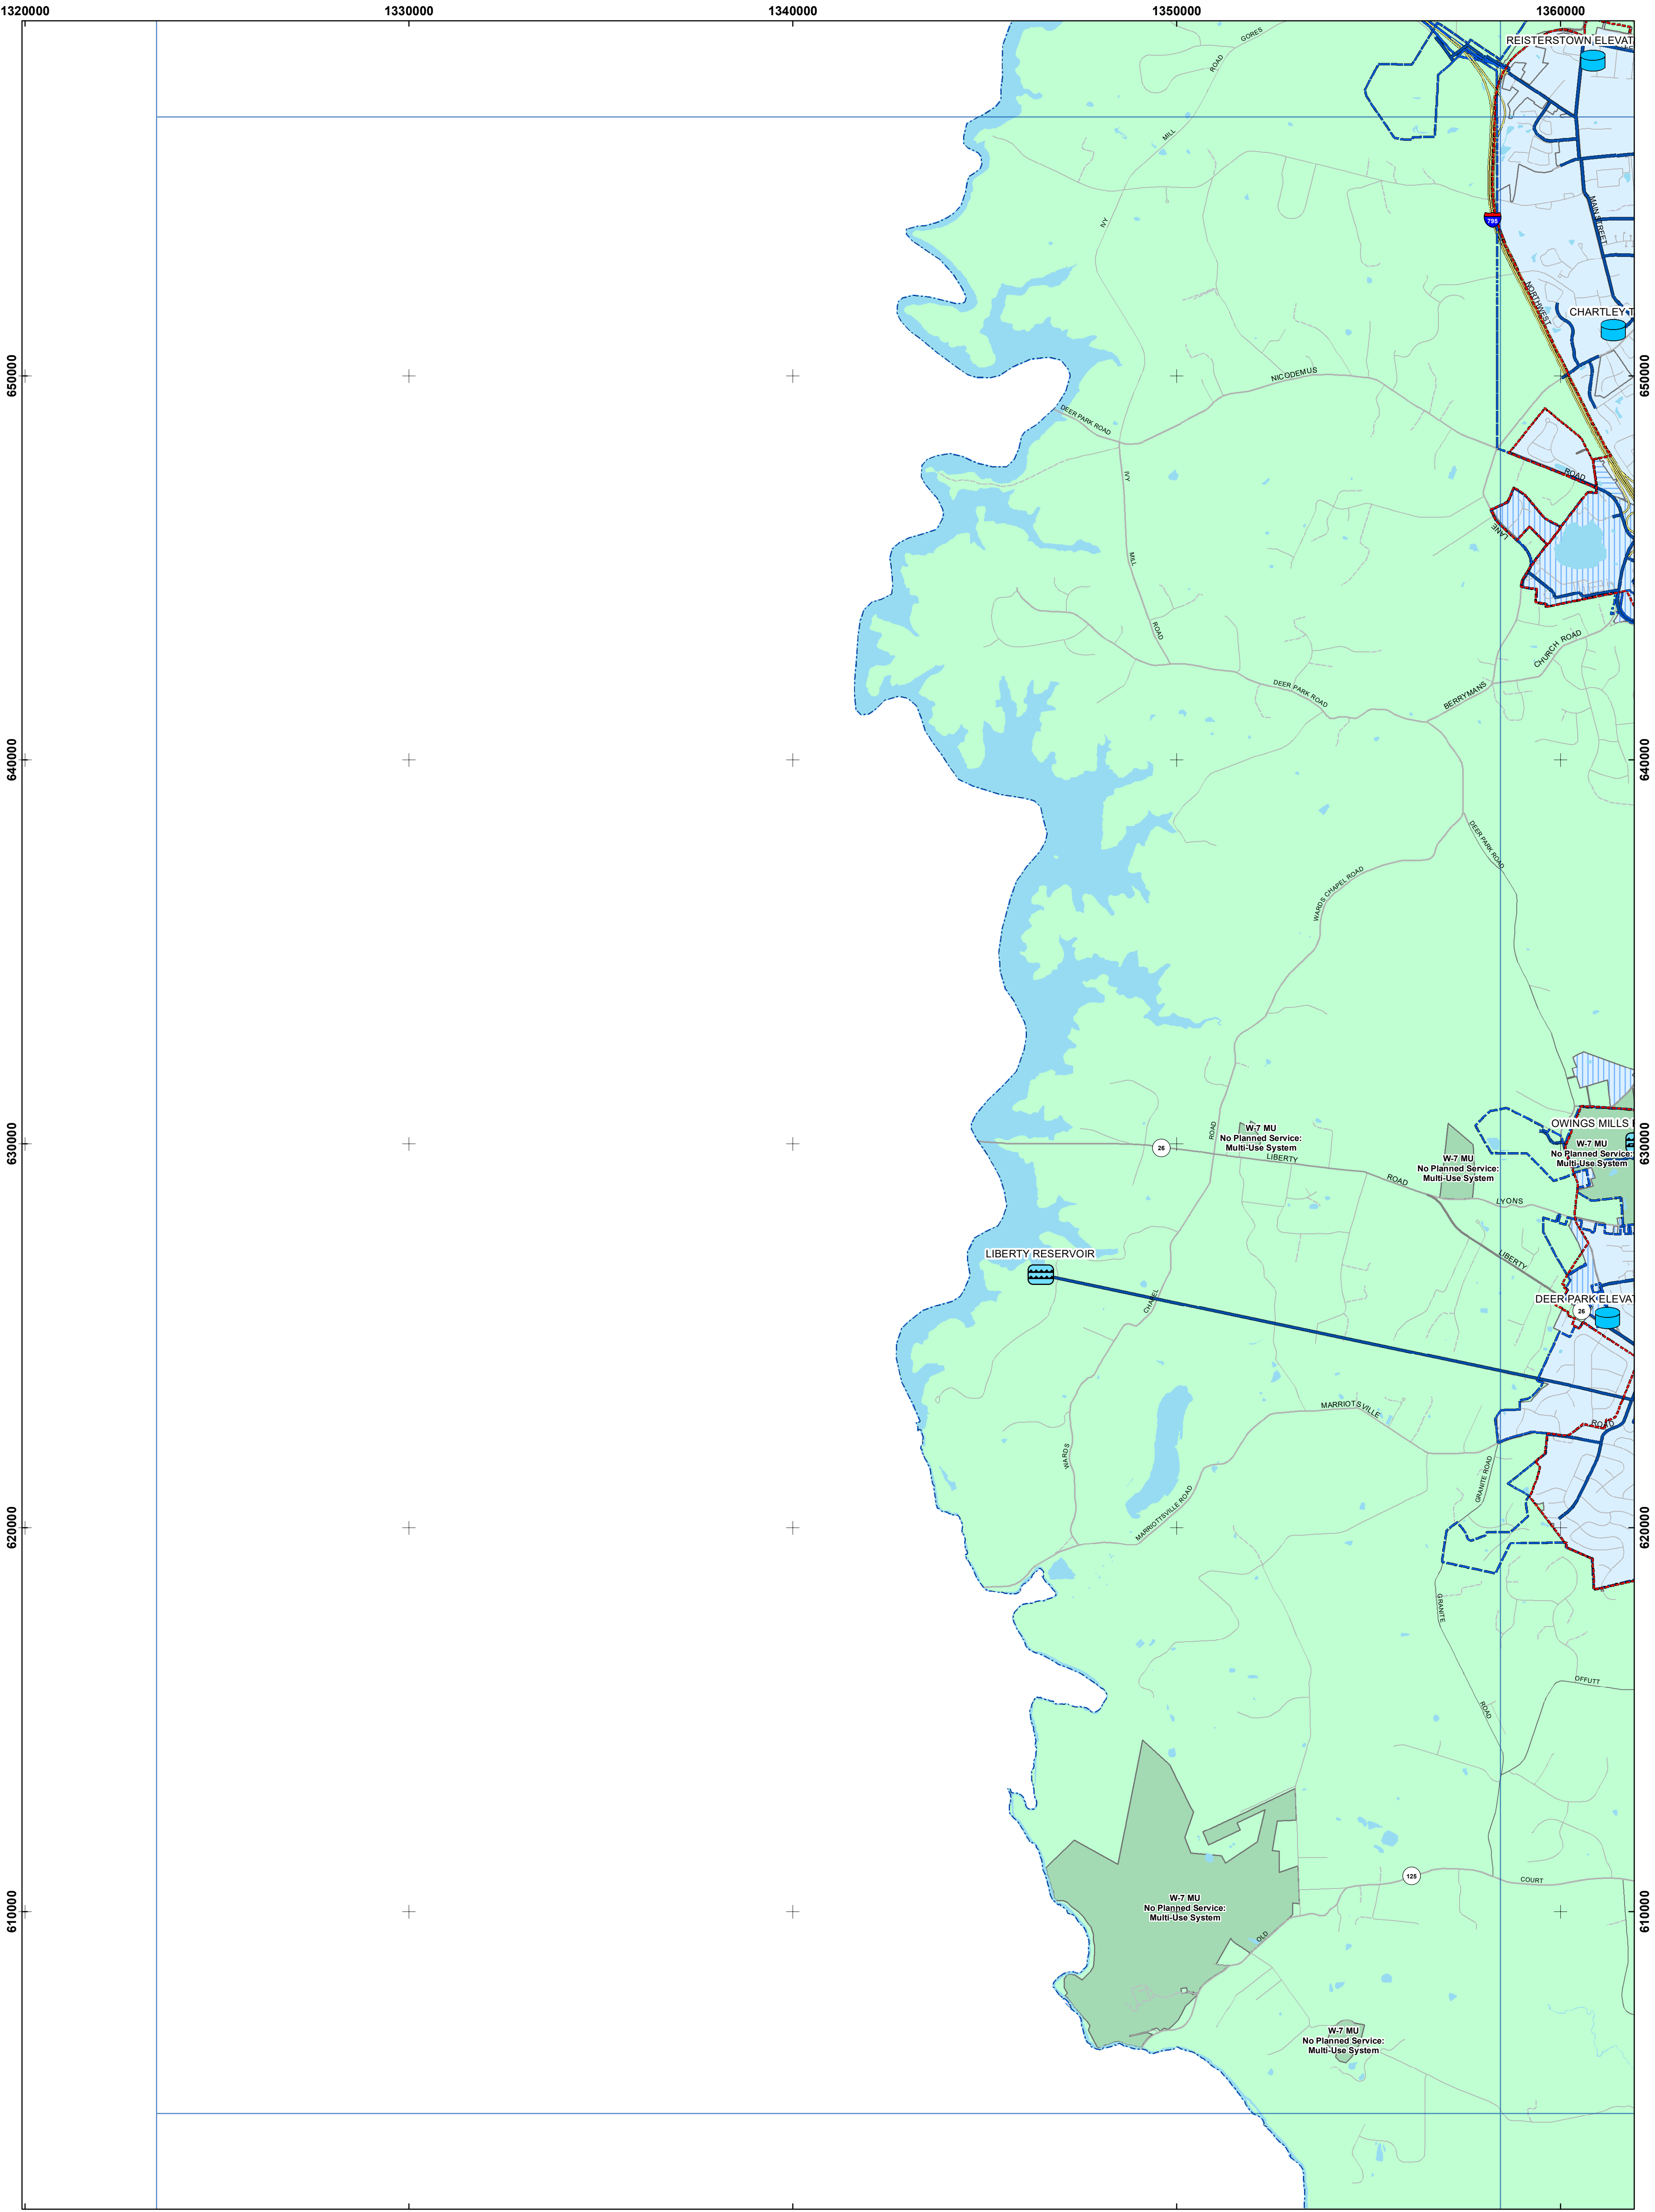 1320000
1330000
1340000
1350000
1360000
GORES
ROAD
MILL
IVY
REISTERSTOWN ELEVAT
795
MAIN STREET
NORTHWEST
CHARTLEY T
650000
650000
NICODEMUS
DEER PARK ROAD
IVY
MILL
ROAD
ROAD
LANE
CHURCH ROAD
BERRYMANS
DEER PARK ROAD
640000
640000
DEER PARK ROAD
WARDS CHAPEL ROAD
630000
630000
ROAD
26
LIBERTY
W-7 MU
No Planned Service:
Multi-Use System
ROAD
W-7 MU
No Planned Service:
Multi-Use System
LYONS
OWINGS MILLS
W-7 MU
No Planned Service:
Multi-Use System
LIBERTY
LIBERTY RESERVOIR
CHAPEL
DEER PARK ELEVAT
26
MARRIOTSVILLE
ROAD
WARDS
GRANITE ROAD
MARRIOTTSVILLE ROAD
620000
620000
GRANITE
ROAD
OFFUTT
125
COURT
610000
610000
W-7 MU
No Planned Service:
Multi-Use System
OLD
W-7 MU
No Planned Service:
Multi-Use System